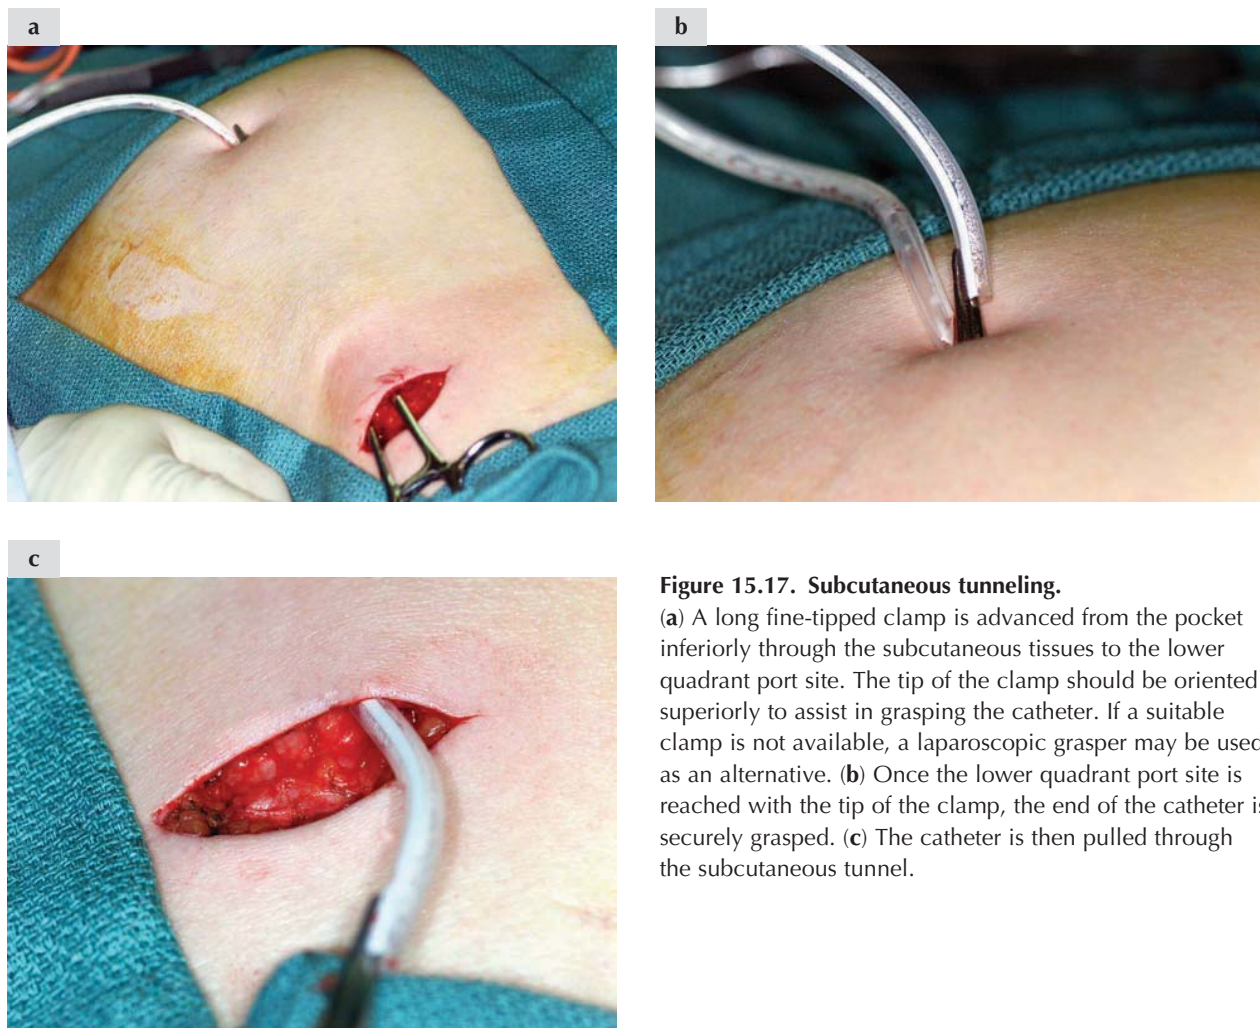 a
b
c
Figure 15.17. Subcutaneous tunneling.
(a) A long fine-tipped clamp is advanced from the pocket
inferiorly through the subcutaneous tissues to the lower
quadrant port site. The tip of the clamp should be oriented
superiorly to assist in grasping the catheter. If a suitable
clamp is not available, a laparoscopic grasper may be used
as an alternative. (b) Once the lower quadrant port site is
reached with the tip of the clamp, the end of the catheter is
securely grasped. (c) The catheter is then pulled through
the subcutaneous tunnel.